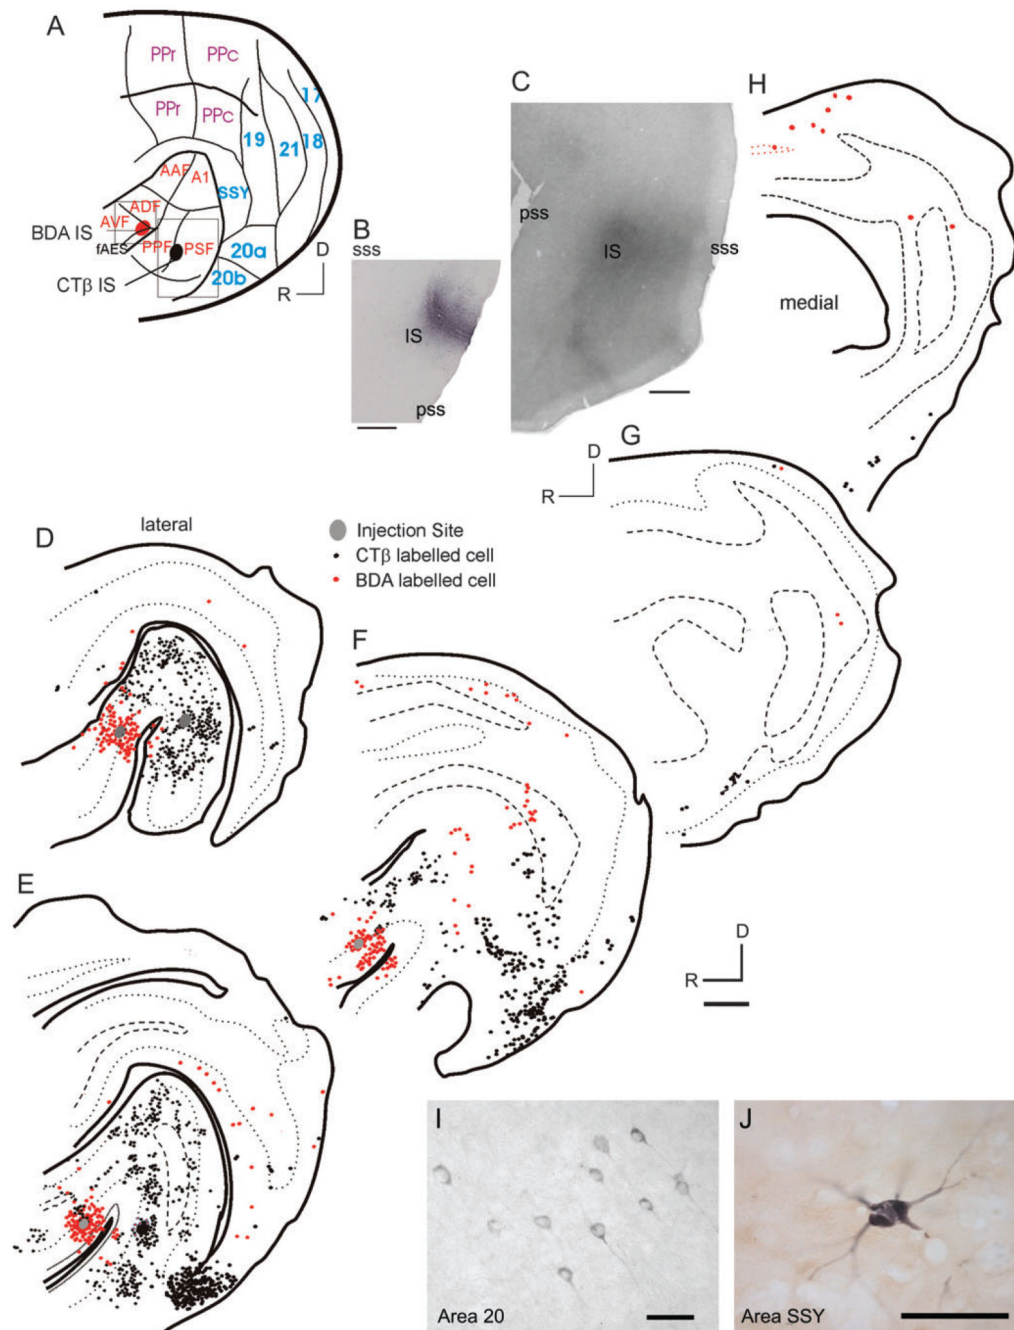 A
PPr
PPc
PPr
PPc
17
19
21
18
AAF
A1
SSY
ADF
AVF
BDA IS
fAES
PPF
PSF
20a
20b
CTβ IS
D
R
B
sss
IS
pss
C
pss
IS
sss
H
medial
G
D
R
lateral
D
Injection Site
CTβ labelled cell
BDA labelled cell
F
E
D
R
I
Area 20
J
Area SSY